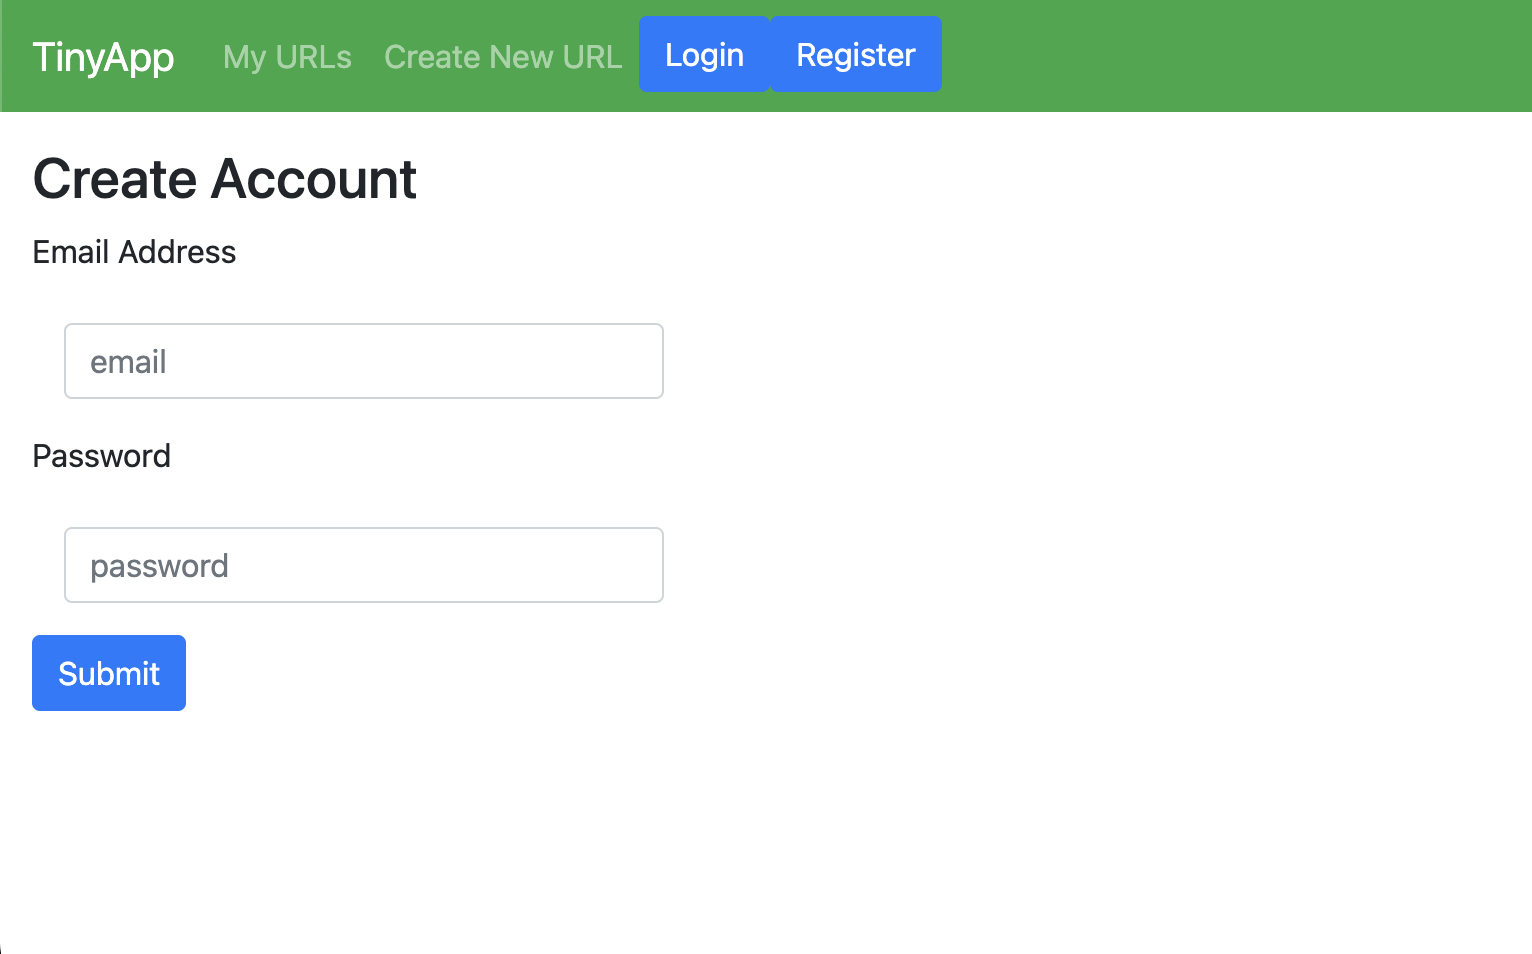 TinyApp My URLs Create New URL Login Register
Create Account
Email Address
email
Password
password
Submit